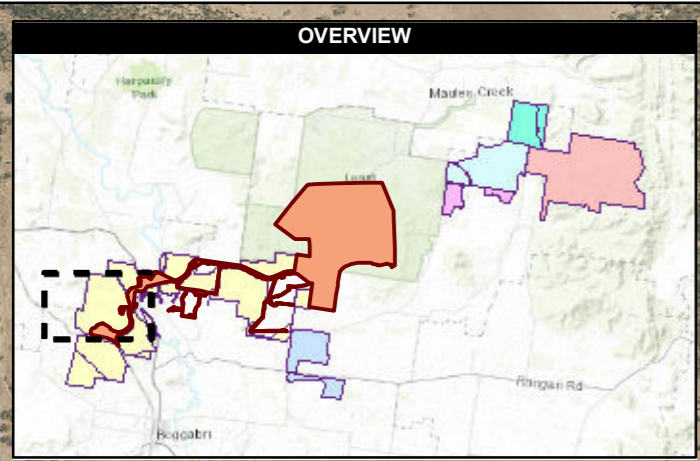 OVERVIEW
Harparary
Park
Maules Creek
Leard
Rangari Rd
Boggabri